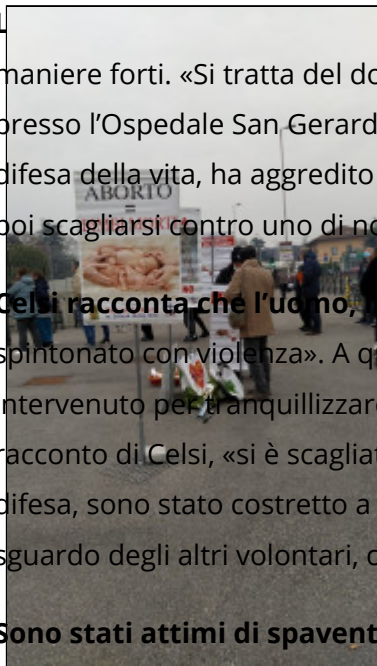 L
maniere forti. «Si tratta del do
presso l’Ospedale San Gerard
difesa della vita, ha aggredito
ABORTO
poi scagliarsi contro uno di no
Celsi racconta che l’uomo,
spintonato con violenza». A q
intervenuto per tranquillizzare
racconto di Celsi, «si è scagliat
difesa, sono stato costretto a
sguardo degli altri volontari, c
Sono stati attimi di spavent